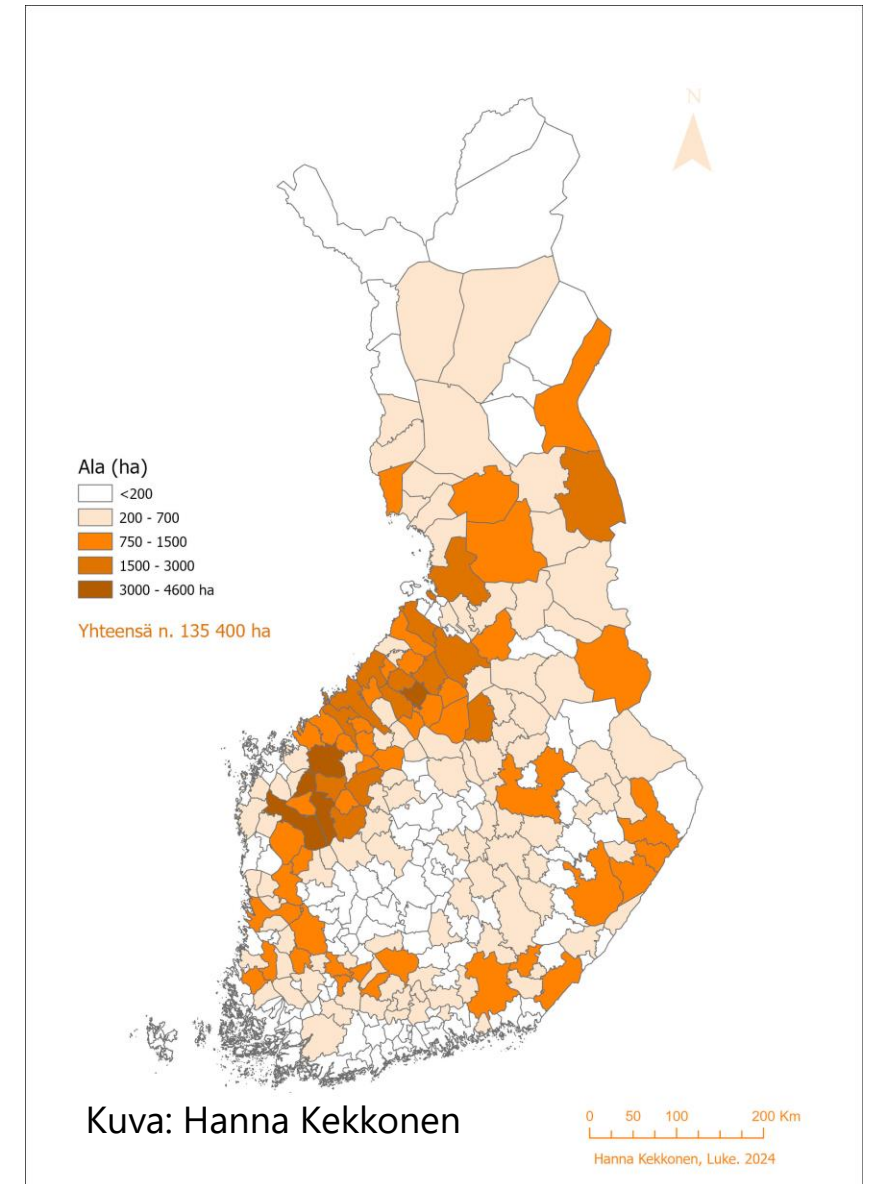 N
Ala (ha)
<200
200 - 700
750 - 1500
1500 - 3000
3000 - 4600 ha
Yhteensä n. 135 400 ha
Kuva: Hanna Kekkonen
0 50 100 200 Km
Hanna Kekkonen, Luke. 2024